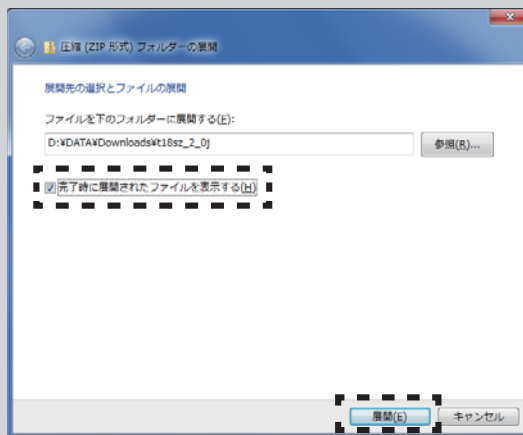 圧縮 (ZIP 形式) フォルダーの展開
展開先の選択とファイルの展開
ファイルを下のフォルダーに展開する(F):
D:¥DATA¥Downloads¥t18sz_2_0j
参照(R)...
完了時に展開されたファイルを表示する(H)
展開(E)
キャンセル